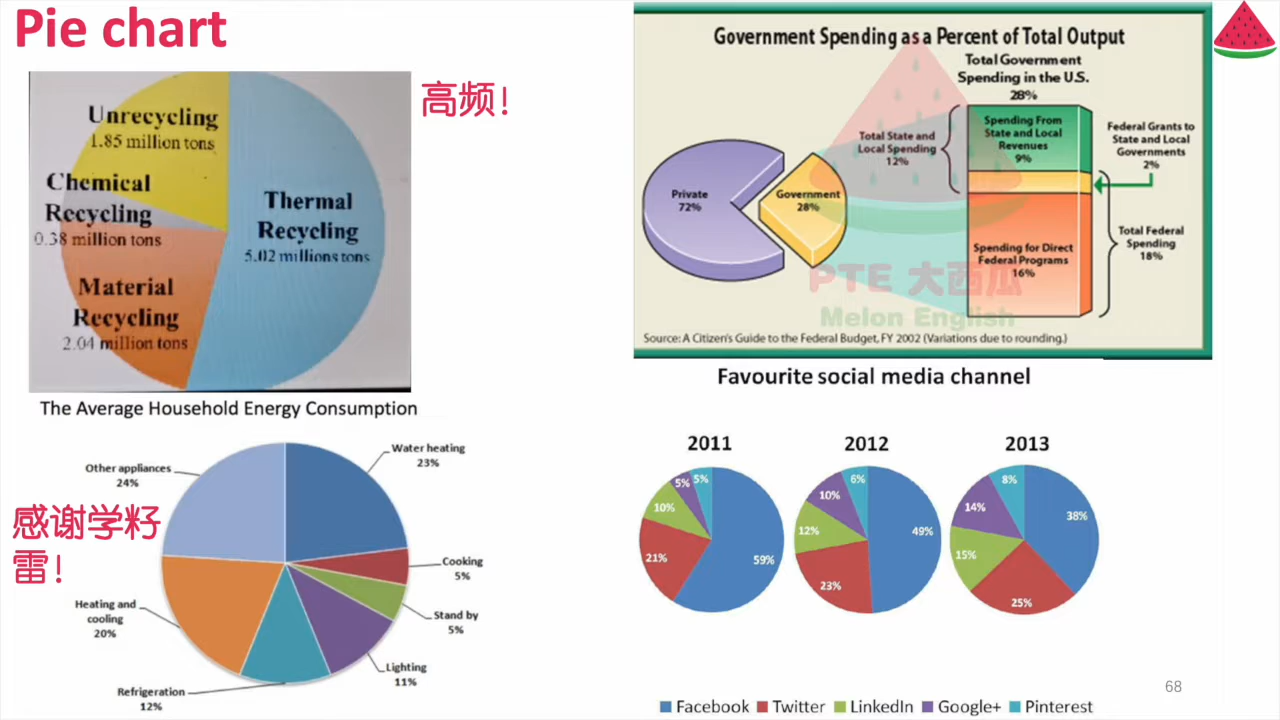 Pie chart
高频！
Unrecycling
1.85 million tons
Chemical
Recycling
0.38 million tons
Thermal
Recycling
5.02 millions tons
Material
Recycling
2.04 million tons
Government Spending as a Percent of Total Output
Total Government
Spending in the U.S.
28%
Private
72%
Government
28%
Total State and
Local Spending
12%
Spending From
State and Local
Revenues
9%
Federal Grants to
State and Local
Governments
2%
Spending for Direct
Federal Programs
16%
Total Federal
Spending
18%
PTE 大西瓜
Melon English
Source: A Citizen's Guide to the Federal Budget, FY 2002 (Variations due to rounding.)
The Average Household Energy Consumption
Other appliances
24%
Water heating
23%
Cooking
5%
Stand by
5%
Lighting
11%
Refrigeration
12%
Heating and
cooling
20%
感谢学籽
雷！
Favourite social media channel
2011
5%
5%
10%
21%
59%
2012
6%
10%
12%
23%
49%
2013
8%
14%
15%
25%
38%
Facebook Twitter LinkedIn Google+ Pinterest
68